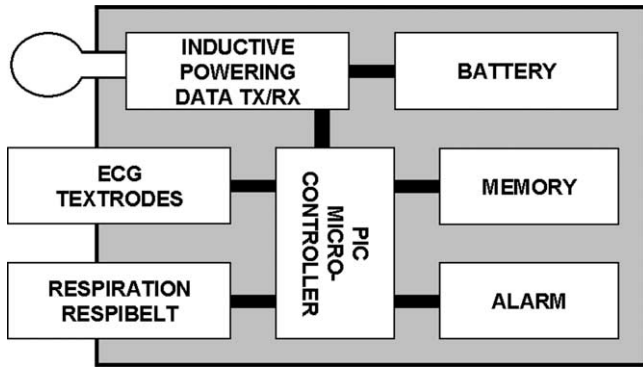 INDUCTIVE
POWERING
DATA TX/RX
BATTERY
ECG
TEXTRODES
PIC
MICRO-
CONTROLLER
MEMORY
RESPIRATION
RESPIBELT
ALARM